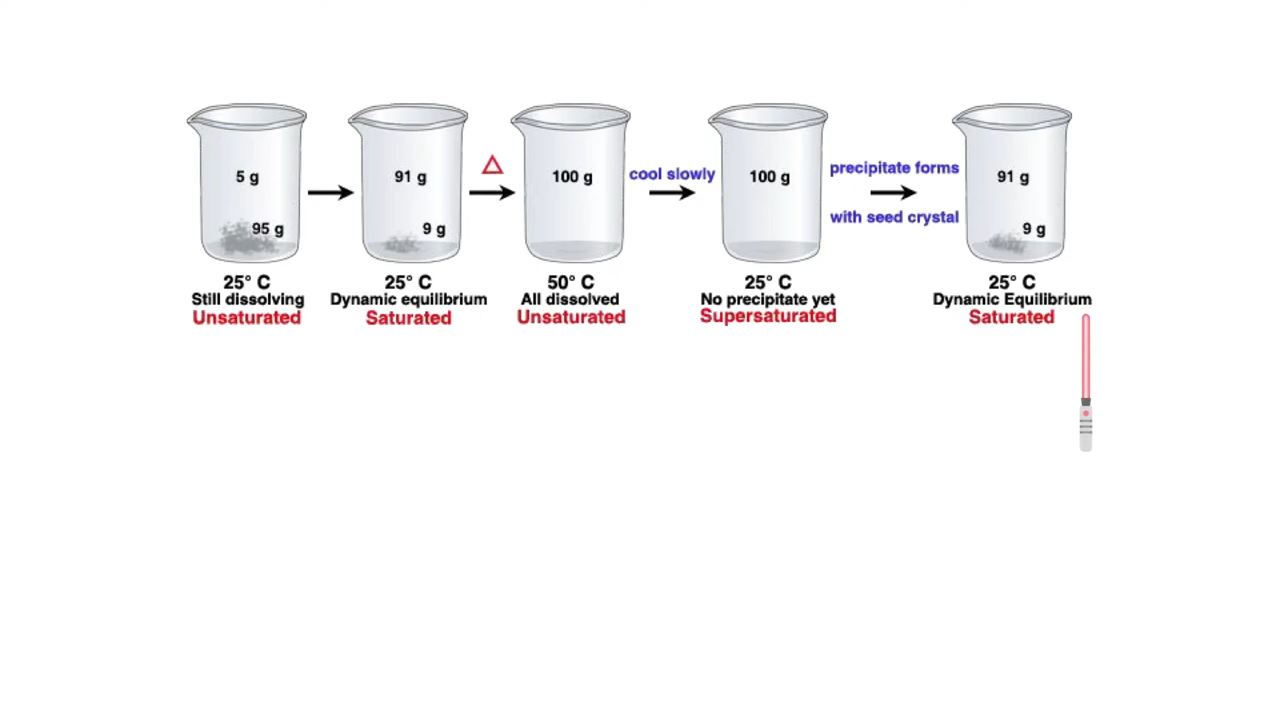 5 g
95 g
25° C
Still dissolving
Unsaturated
91 g
9 g
25° C
Dynamic equilibrium
Saturated
△
100 g
50° C
All dissolved
Unsaturated
cool slowly
100 g
25° C
No precipitate yet
Supersaturated
precipitate forms
with seed crystal
91 g
9 g
25° C
Dynamic Equilibrium
Saturated